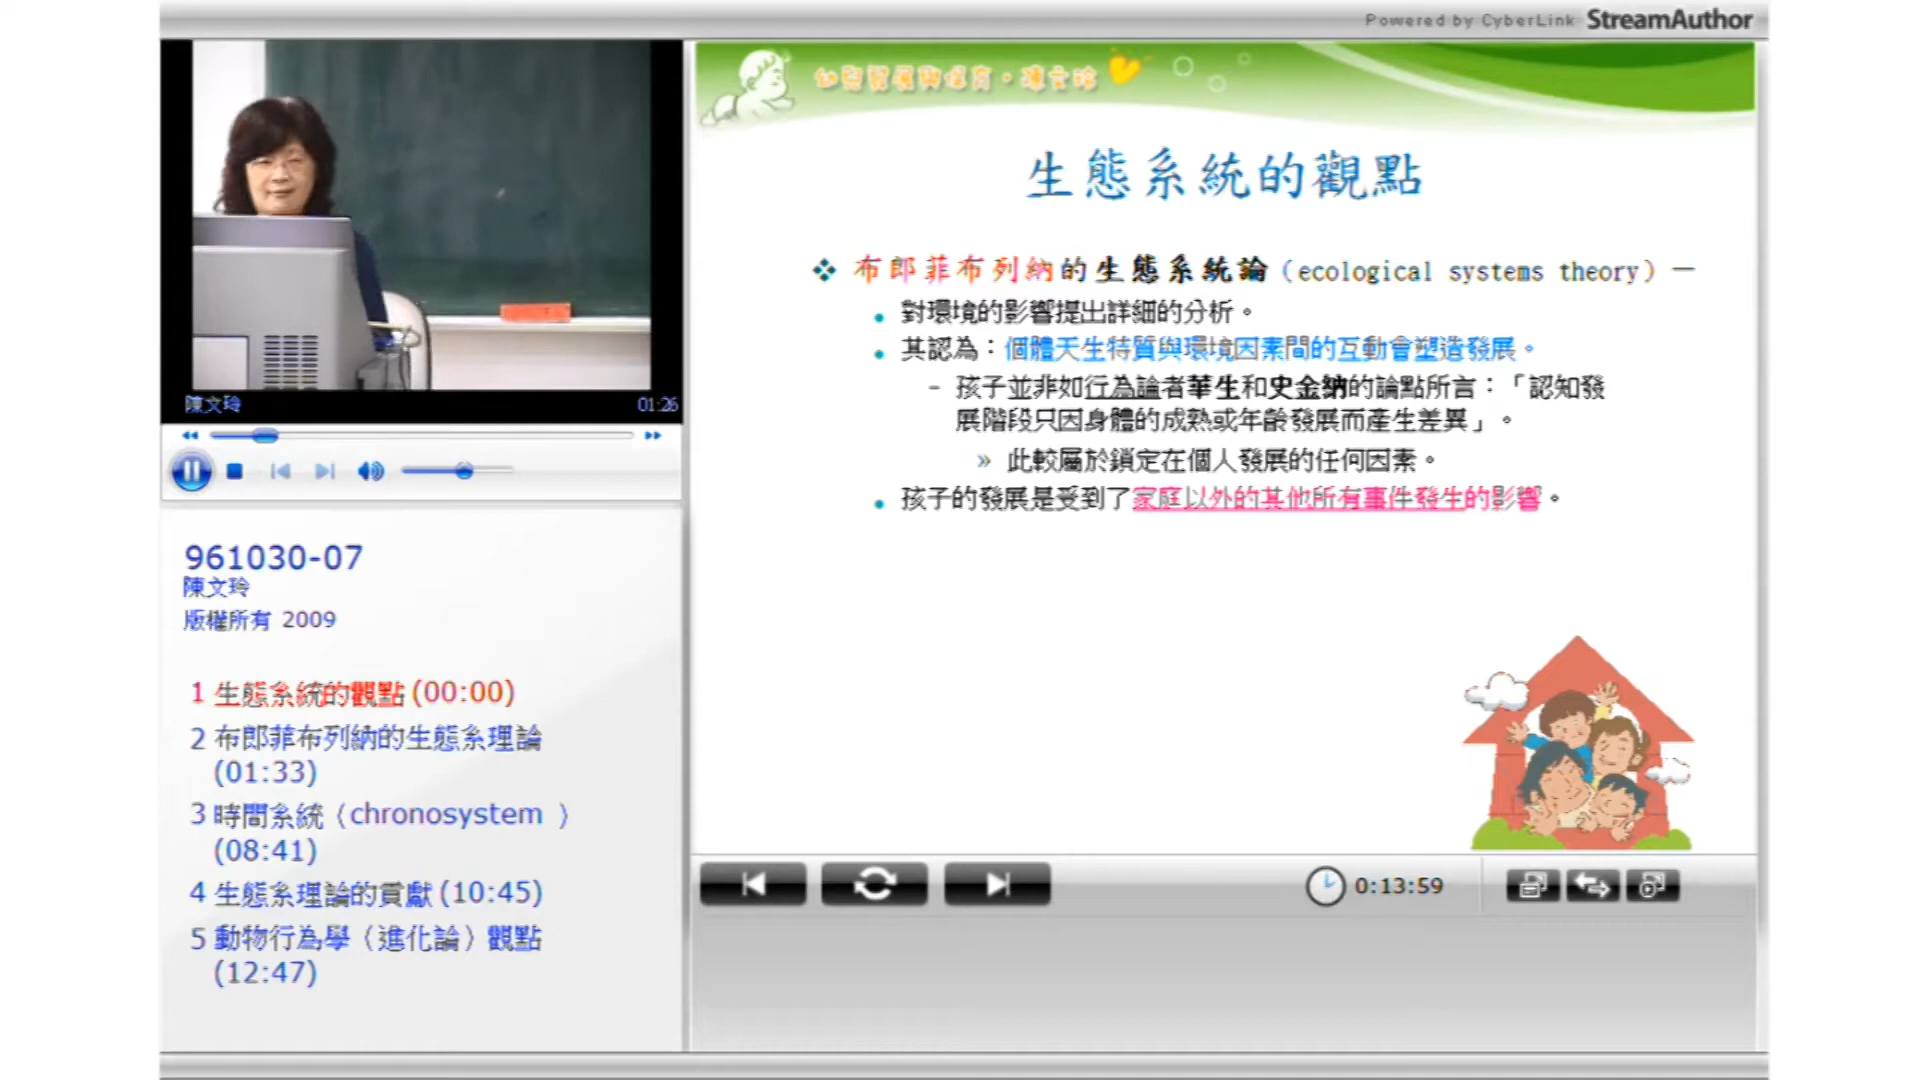 Powered by CyberLink StreamAuthor
幼兒發展與保育。陳文玲
陳文玲 01:26
961030-07
陳文玲
版權所有 2009
1 生態系統的觀點 (00:00)
2 布郎菲布列納的生態系理論
(01:33)
3 時間系統（chronosystem ）
(08:41)
4 生態系理論的貢獻 (10:45)
5 動物行為學（進化論）觀點
(12:47)
生態系統的觀點
布郎菲布列納的生態系統論（ecological systems theory）—
對環境的影響提出詳細的分析。
其認為：個體天生特質與環境因素間的互動會塑造發展。
- 孩子並非如行為論者華生和史金納的論點所言：「認知發
展階段只因身體的成熟或年齡發展而產生差異」。
» 此較屬於鎖定在個人發展的任何因素。
孩子的發展是受到了家庭以外的其他所有事件發生的影響。
0:13:59